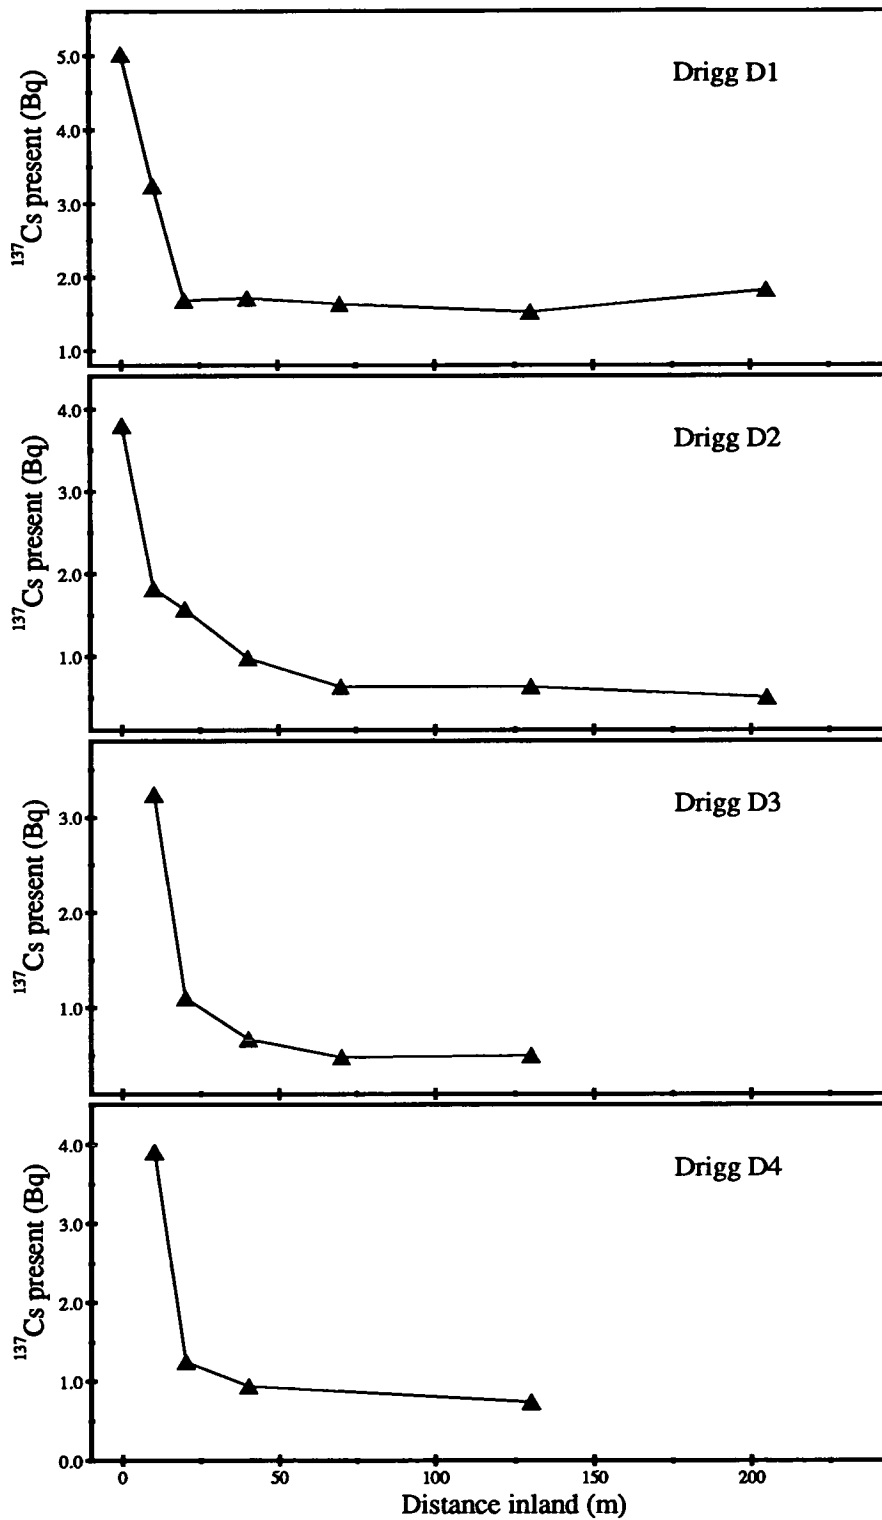 Drigg D1
¹³⁷Cs present (Bq)
5.0
4.0
3.0
2.0
1.0
Drigg D2
¹³⁷Cs present (Bq)
4.0
3.0
2.0
1.0
Drigg D3
¹³⁷Cs present (Bq)
3.0
2.0
1.0
Drigg D4
¹³⁷Cs present (Bq)
4.0
3.0
2.0
1.0
0.0
0 50 100 150 200
Distance inland (m)